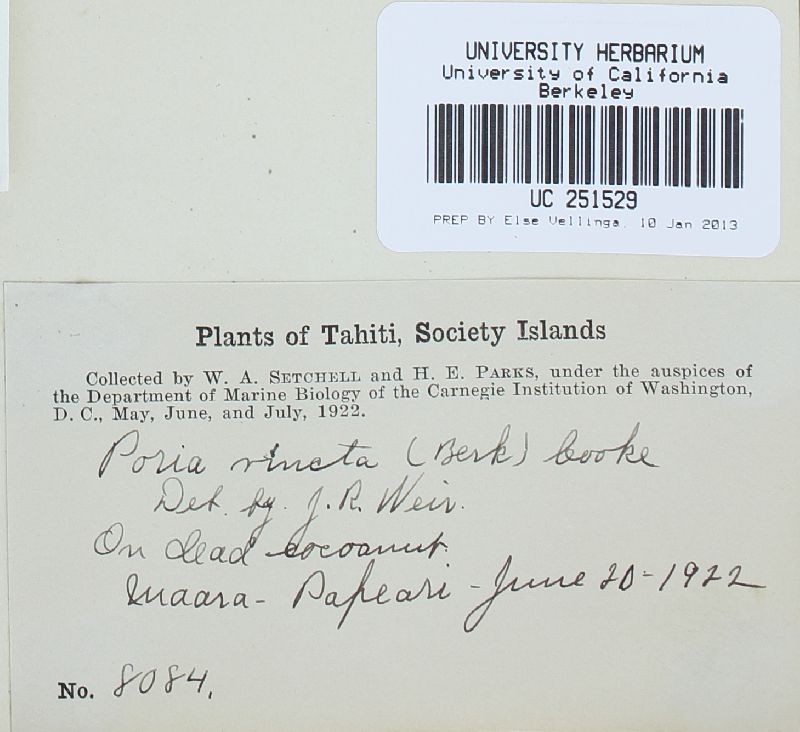 UNIVERSITY HERBARIUM
University of California
Berkeley
UC 251529
PREP BY Else Vellinga, 10 Jan 2013
Plants of Tahiti, Society Islands
Collected by W. A. SETCHELL and H. E. PARKS, under the auspices of
the Department of Marine Biology of the Carnegie Institution of Washington,
D. C., May, June, and July, 1922.
Poria vincta (Berk) Cooke
Det. by. J. R. Weir.
On dead cocoanut.
Maara - Papeari - June 20 - 1922
No. 8084.